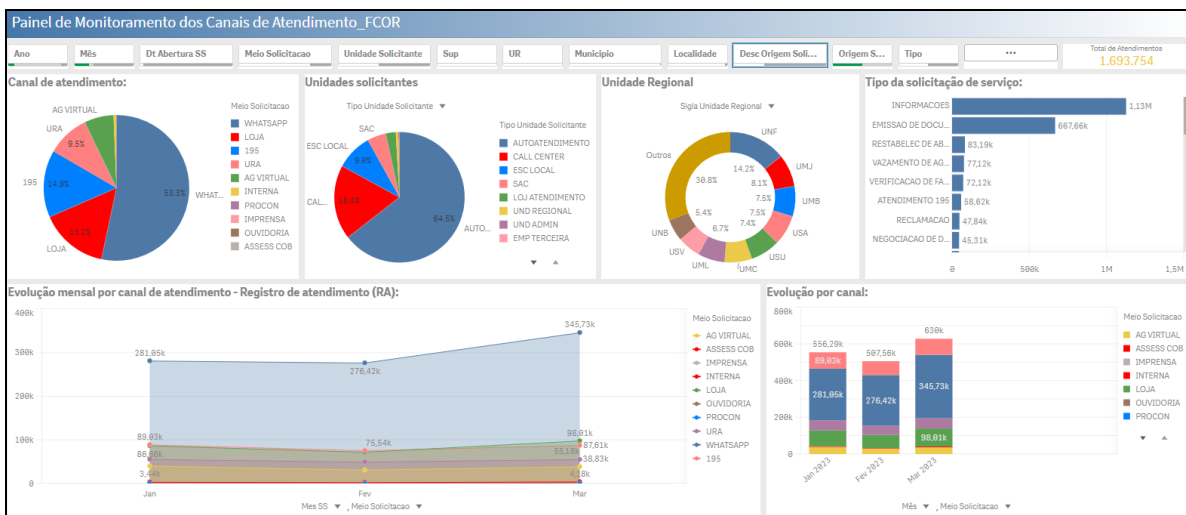 Painel de Monitoramento dos Canais de Atendimento_FCOR
Ano
Mês
Dt Abertura SS
Meio Solicitacao
Unidade Solicitante
Sup
UR
Municipio
Localidade
Desc Origem Soli...
Origem S...
Tipo
...
Total de Atendimentos
1.693.754
Canal de atendimento:
AG VIRTUAL
URA
9.5%
195
14.9%
LOJA
53.3%
WHAT...
Meio Solicitacao
WHATSAPP
LOJA
195
URA
AG VIRTUAL
INTERNA
PROCON
IMPRENSA
OUVIDORIA
ASSESS COB
Unidades solicitantes
Tipo Unidade Solicitante
SAC
ESC LOCAL
9.0%
CAL...
64.5%
AUTO...
Tipo Unidade Solicitante
AUTOATENDIMENTO
CALL CENTER
ESC LOCAL
SAC
LOJ ATENDIMENTO
UND REGIONAL
UND ADMIN
EMP TERCEIRA
Unidade Regional
Sigla Unidade Regional
Outros
30.8%
UNF
14.2%
UMJ
8.1%
UMB
7.5%
USA
7.5%
USU
7.4%
UMC
6.7%
UML
USV
UNB
5.4%
Tipo da solicitação de serviço:
INFORMACOES
1,13M
EMISSAO DE DOCU...
667,66k
RESTABELEC DE AB...
83,19k
VAZAMENTO DE AG...
77,12k
VERIFICACAO DE FA...
72,12k
ATENDIMENTO 195
58,62k
RECLAMACAO
47,84k
NEGOCIACAO DE D...
45,31k
0
500k
1M
1,5M
Evolução mensal por canal de atendimento - Registro de atendimento (RA):
400k
300k
200k
100k
0
281,05k
276,42k
345,73k
89,03k
86,66k
75,54k
98,01k
87,61k
55,18k
38,83k
3,44k
4,18k
Jan
Fev
Mar
Mes SS
, Meio Solicitacao
Meio Solicitacao
AG VIRTUAL
ASSESS COB
IMPRENSA
INTERNA
LOJA
OUVIDORIA
PROCON
URA
WHATSAPP
195
Evolução por canal:
800k
600k
400k
200k
0
556,29k
89,03k
281,05k
507,56k
276,42k
630k
345,73k
98,01k
Jan 2023
Fev 2023
Mar 2023
Mês
, Meio Solicitacao
Meio Solicitacao
AG VIRTUAL
ASSESS COB
IMPRENSA
INTERNA
LOJA
OUVIDORIA
PROCON